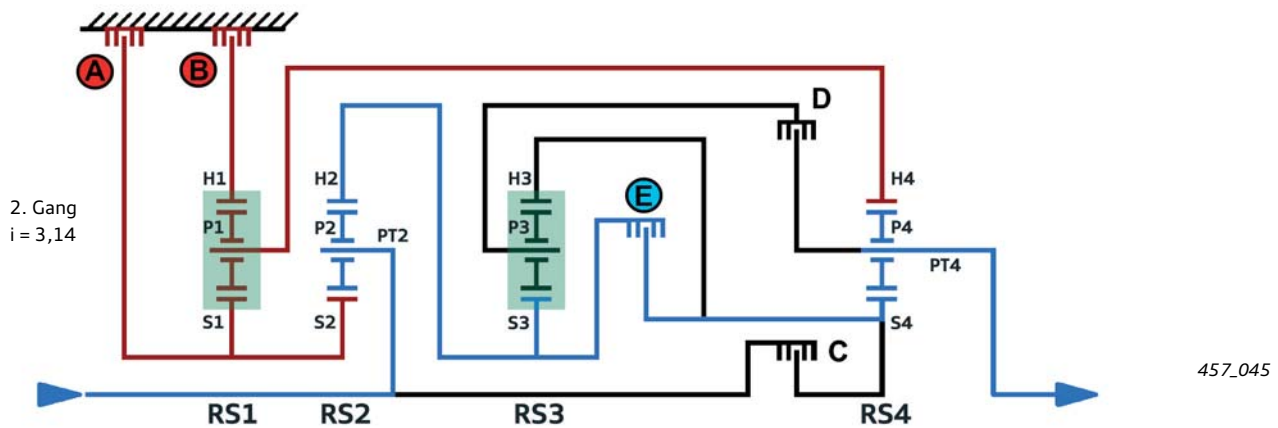 A
B
D
H1
H2
H3
E
H4
2. Gang
i = 3,14
P1
P2
PT2
P3
P4
PT4
S1
S2
S3
S4
C
457_045
RS1
RS2
RS3
RS4